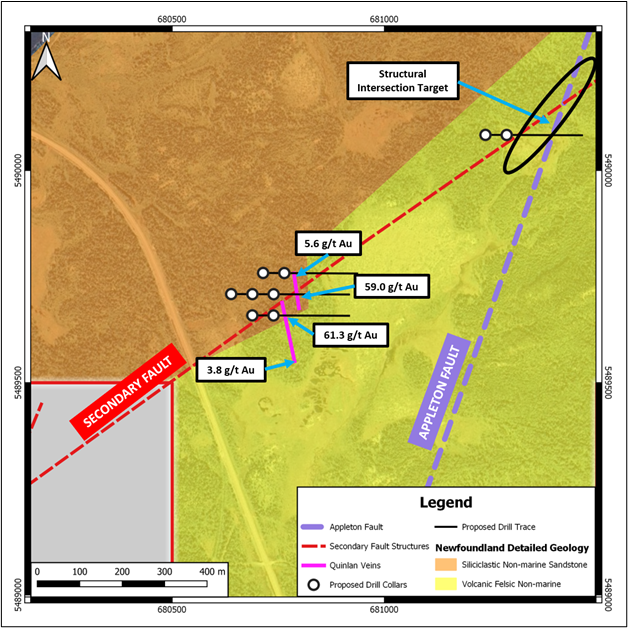 680500
681000
N
Structural
Intersection Target
5490000
5490000
5.6 g/t Au
59.0 g/t Au
61.3 g/t Au
3.8 g/t Au
SECONDARY FAULT
APPLETON FAULT
5489500
5489500
Legend
Appleton Fault
Secondary Fault Structures
Quinlan Veins
Proposed Drill Collars
Proposed Drill Trace
Newfoundland Detailed Geology
Siliciclastic Non-marine Sandstone
Volcanic Felsic Non-marine
0 100 200 300 400 m
5489000
5489000
680500
681000